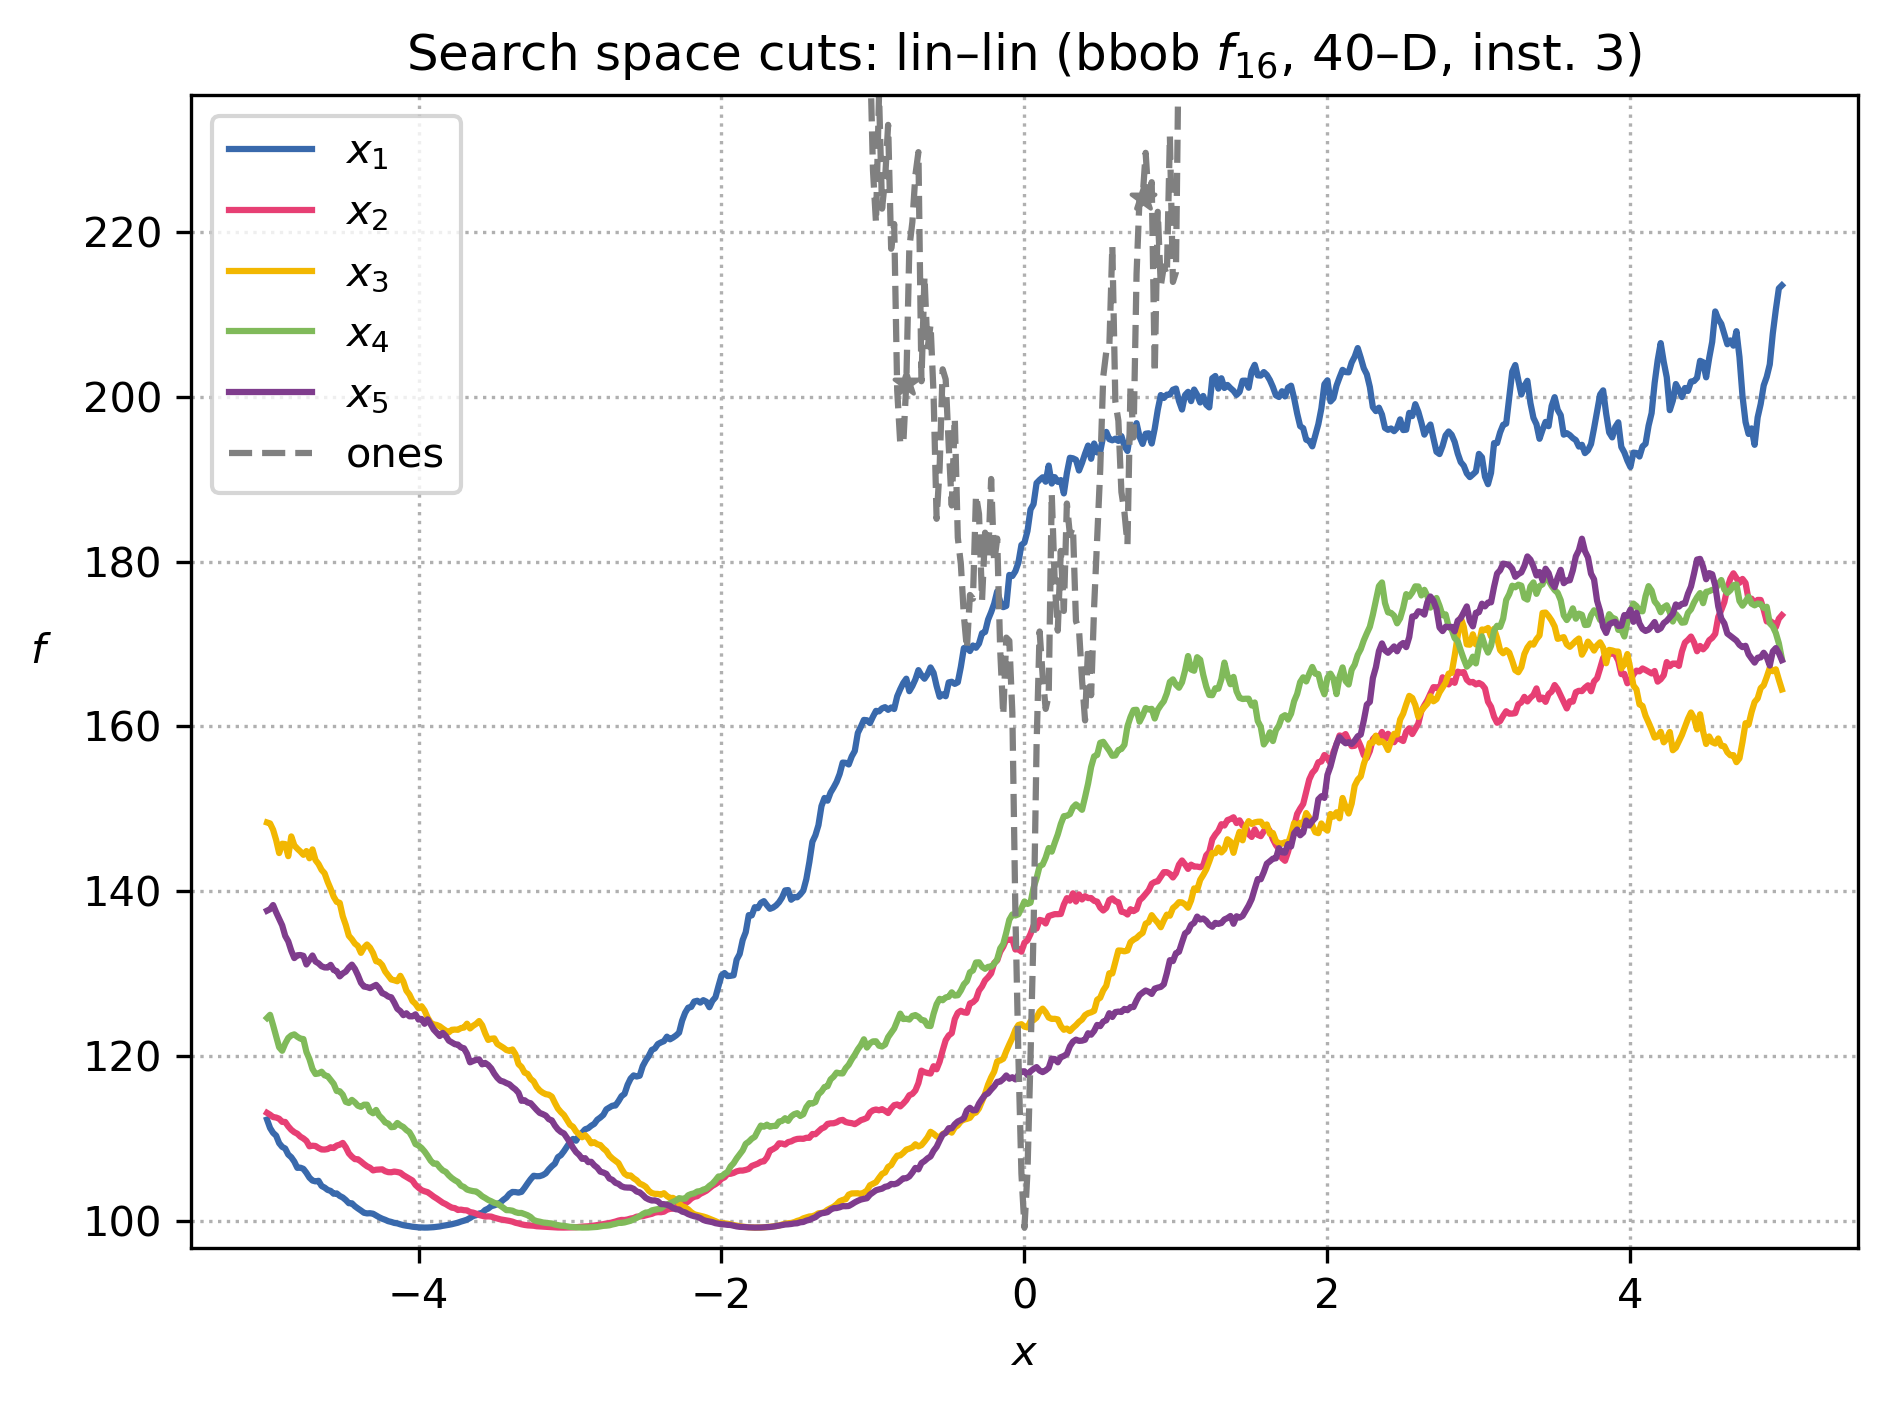 Search space cuts: lin–lin (bbob f₁₆, 40–D, inst. 3)
x₁
x₂
x₃
x₄
x₅
ones
220
200
180
160
140
120
100
f
−4 −2 0 2 4
x